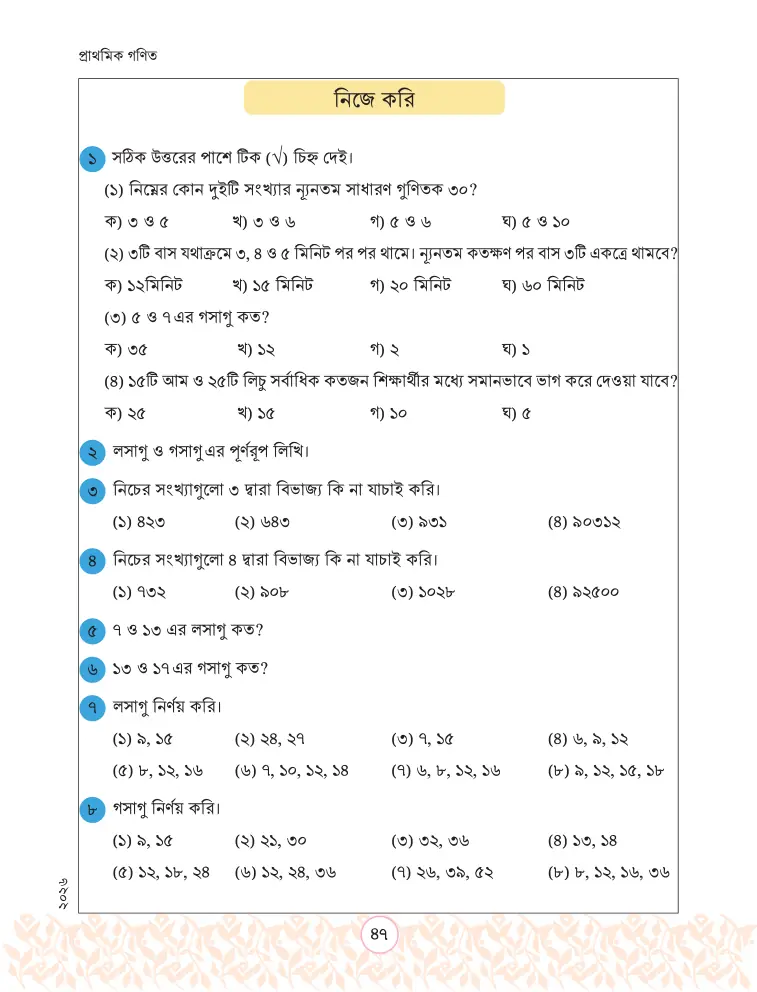 প্রাথমিক গণিত
নিজে করি
১ সঠিক উত্তরের পাশে টিক (√) চিহ্ন দেই।
(১) নিম্নের কোন দুইটি সংখ্যার ন্যূনতম সাধারণ গুণিতক ৩০?
ক) ৩ ও ৫ খ) ৩ ও ৬ গ) ৫ ও ৬ ঘ) ৫ ও ১০
(২) ৩টি বাস যথাক্রমে ৩, ৪ ও ৫ মিনিট পর পর থামে। ন্যূনতম কতক্ষণ পর বাস ৩টি একত্রে থামবে?
ক) ১২মিনিট খ) ১৫ মিনিট গ) ২০ মিনিট ঘ) ৬০ মিনিট
(৩) ৫ ও ৭ এর গসাগু কত?
ক) ৩৫ খ) ১২ গ) ২ ঘ) ১
(৪) ১৫টি আম ও ২৫টি লিচু সর্বাধিক কতজন শিক্ষার্থীর মধ্যে সমানভাবে ভাগ করে দেওয়া যাবে?
ক) ২৫ খ) ১৫ গ) ১০ ঘ) ৫
২ লসাগু ও গসাগু এর পূর্ণরূপ লিখি।
৩ নিচের সংখ্যাগুলো ৩ দ্বারা বিভাজ্য কি না যাচাই করি।
(১) ৪২৩ (২) ৬৪৩ (৩) ৯৩১ (৪) ৯০৩১২
৪ নিচের সংখ্যাগুলো ৪ দ্বারা বিভাজ্য কি না যাচাই করি।
(১) ৭৩২ (২) ৯০৮ (৩) ১০২৮ (৪) ৯২৫০০
৫ ৭ ও ১৩ এর লসাগু কত?
৬ ১৩ ও ১৭ এর গসাগু কত?
৭ লসাগু নির্ণয় করি।
(১) ৯, ১৫ (২) ২৪, ২৭ (৩) ৭, ১৫ (৪) ৬, ৯, ১২
(৫) ৮, ১২, ১৬ (৬) ৭, ১০, ১২, ১৪ (৭) ৬, ৮, ১২, ১৬ (৮) ৯, ১২, ১৫, ১৮
৮ গসাগু নির্ণয় করি।
(১) ৯, ১৫ (২) ২১, ৩০ (৩) ৩২, ৩৬ (৪) ১৩, ১৪
(৫) ১২, ১৮, ২৪ (৬) ১২, ২৪, ৩৬ (৭) ২৬, ৩৯, ৫২ (৮) ৮, ১২, ১৬, ৩৬
২০২৬
৪৭